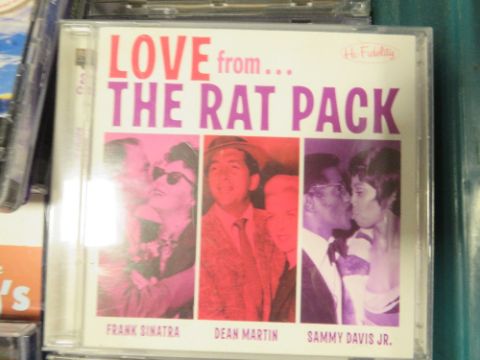 LOVE from...
Hi Fidelity
THE RAT PACK
FRANK SINATRA
DEAN MARTIN
SAMMY DAVIS JR.
's